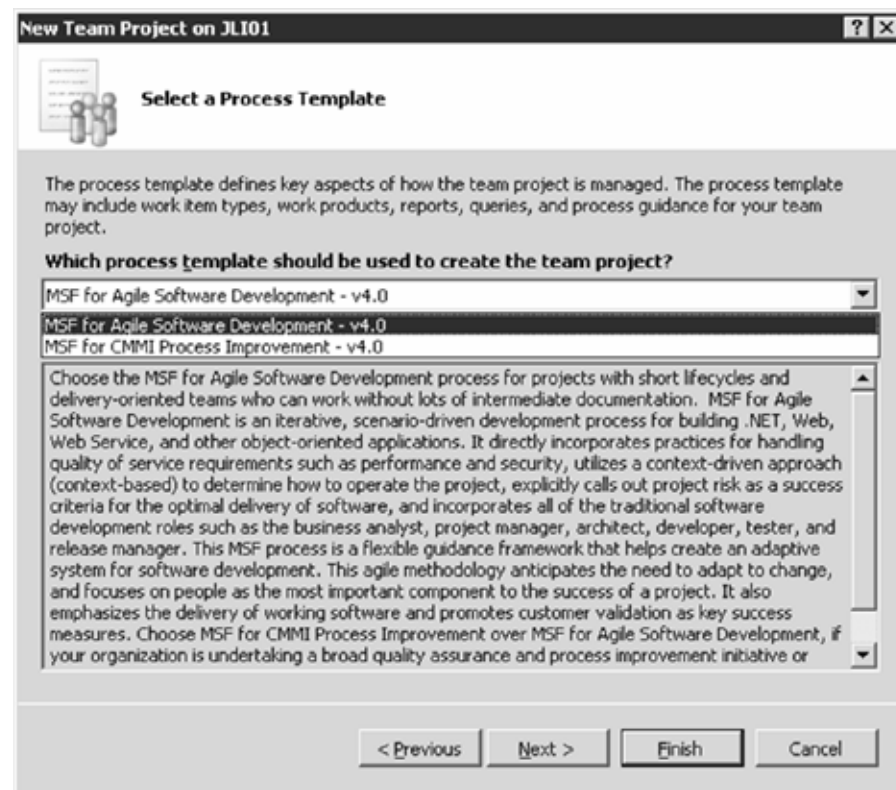 New Team Project on JLI01
Select a Process Template
The process template defines key aspects of how the team project is managed. The process template
may include work item types, work products, reports, queries, and process guidance for your team
project.
Which process template should be used to create the team project?
MSF for Agile Software Development - v4.0
MSF for Agile Software Development - v4.0
MSF for CMMI Process Improvement - v4.0
Choose the MSF for Agile Software Development process for projects with short lifecycles and
delivery-oriented teams who can work without lots of intermediate documentation. MSF for Agile
Software Development is an iterative, scenario-driven development process for building .NET, Web,
Web Service, and other object-oriented applications. It directly incorporates practices for handling
quality of service requirements such as performance and security, utilizes a context-driven approach
(context-based) to determine how to operate the project, explicitly calls out project risk as a success
criteria for the optimal delivery of software, and incorporates all of the traditional software
development roles such as the business analyst, project manager, architect, developer, tester, and
release manager. This MSF process is a flexible guidance framework that helps create an adaptive
system for software development. This agile methodology anticipates the need to adapt to change,
and focuses on people as the most important component to the success of a project. It also
emphasizes the delivery of working software and promotes customer validation as key success
measures. Choose MSF for CMMI Process Improvement over MSF for Agile Software Development, if
your organization is undertaking a broad quality assurance and process improvement initiative or
< Previous
Next >
Finish
Cancel